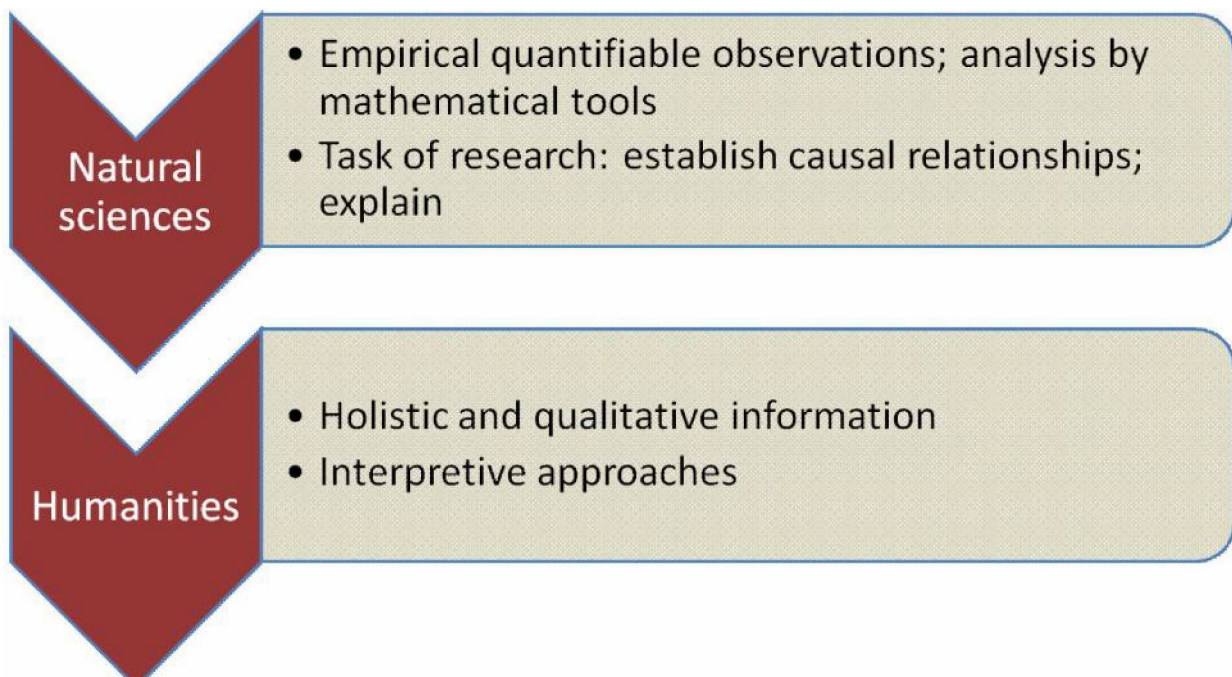 Natural
sciences
• Empirical quantifiable observations; analysis by
mathematical tools
• Task of research: establish causal relationships;
explain
Humanities
• Holistic and qualitative information
• Interpretive approaches